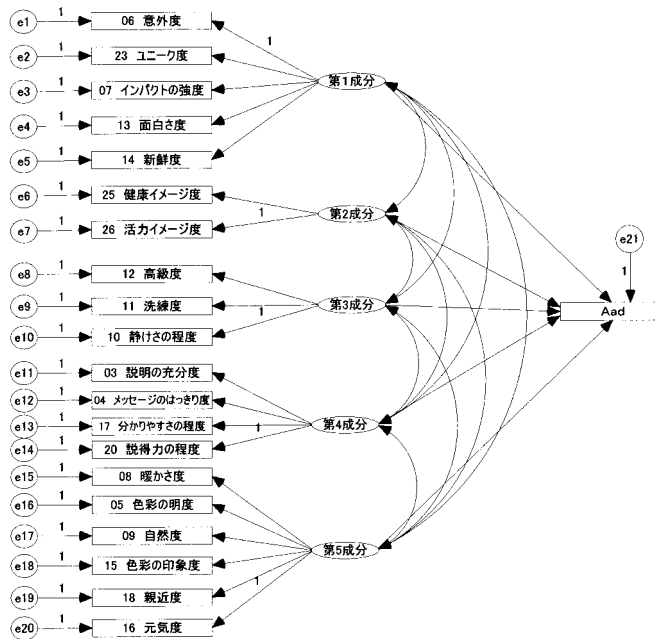 e1 1 06 意外度
1
e2 1 23 ユニーク度
e3 1 07 インパクトの強度
第1成分
e4 1 13 面白さ度
e5 1 14 新鮮度
e6 1 25 健康イメージ度
1
第2成分
e7 1 26 活力イメージ度
e21
1
e8 1 12 高級度
e9 1 11 洗練度
1
第3成分
Aad
e10 1 10 静けさの程度
e11 1 03 説明の充分度
e12 1 04 メッセージのはっきり度
e13 1 17 分かりやすさの程度
1
第4成分
e14 1 20 説得力の程度
e15 1 08 暖かさ度
e16 1 05 色彩の明度
e17 1 09 自然度
第5成分
e18 1 15 色彩の印象度
1
e19 1 18 親近度
e20 1 16 元気度